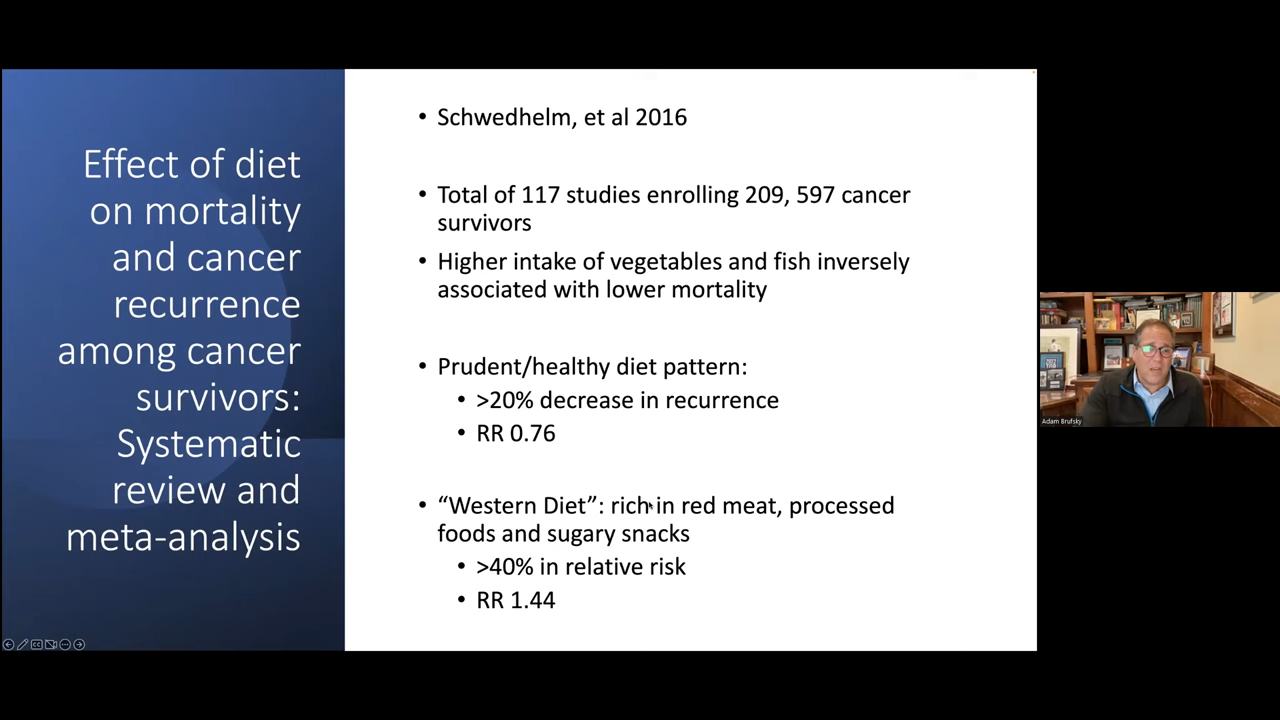 Effect of diet
on mortality
and cancer
recurrence
among cancer
survivors:
Systematic
review and
meta-analysis
• Schwedhelm, et al 2016
• Total of 117 studies enrolling 209, 597 cancer
survivors
• Higher intake of vegetables and fish inversely
associated with lower mortality
• Prudent/healthy diet pattern:
• >20% decrease in recurrence
• RR 0.76
• “Western Diet”: rich in red meat, processed
foods and sugary snacks
• >40% in relative risk
• RR 1.44
Adam Brufsky